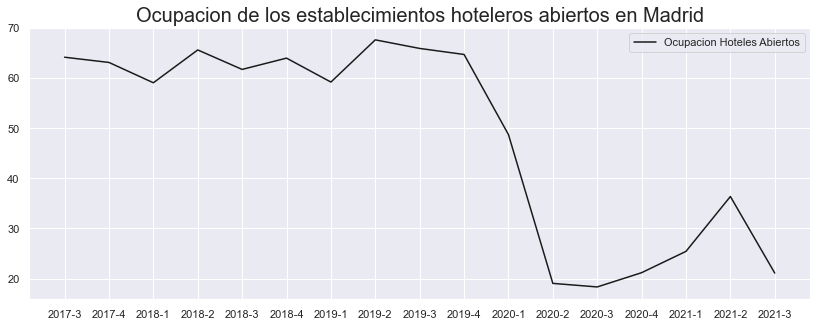 Ocupacion de los establecimientos hoteleros abiertos en Madrid
Ocupacion Hoteles Abiertos
70
60
50
40
30
20
2017-3 2017-4 2018-1 2018-2 2018-3 2018-4 2019-1 2019-2 2019-3 2019-4 2020-1 2020-2 2020-3 2020-4 2021-1 2021-2 2021-3